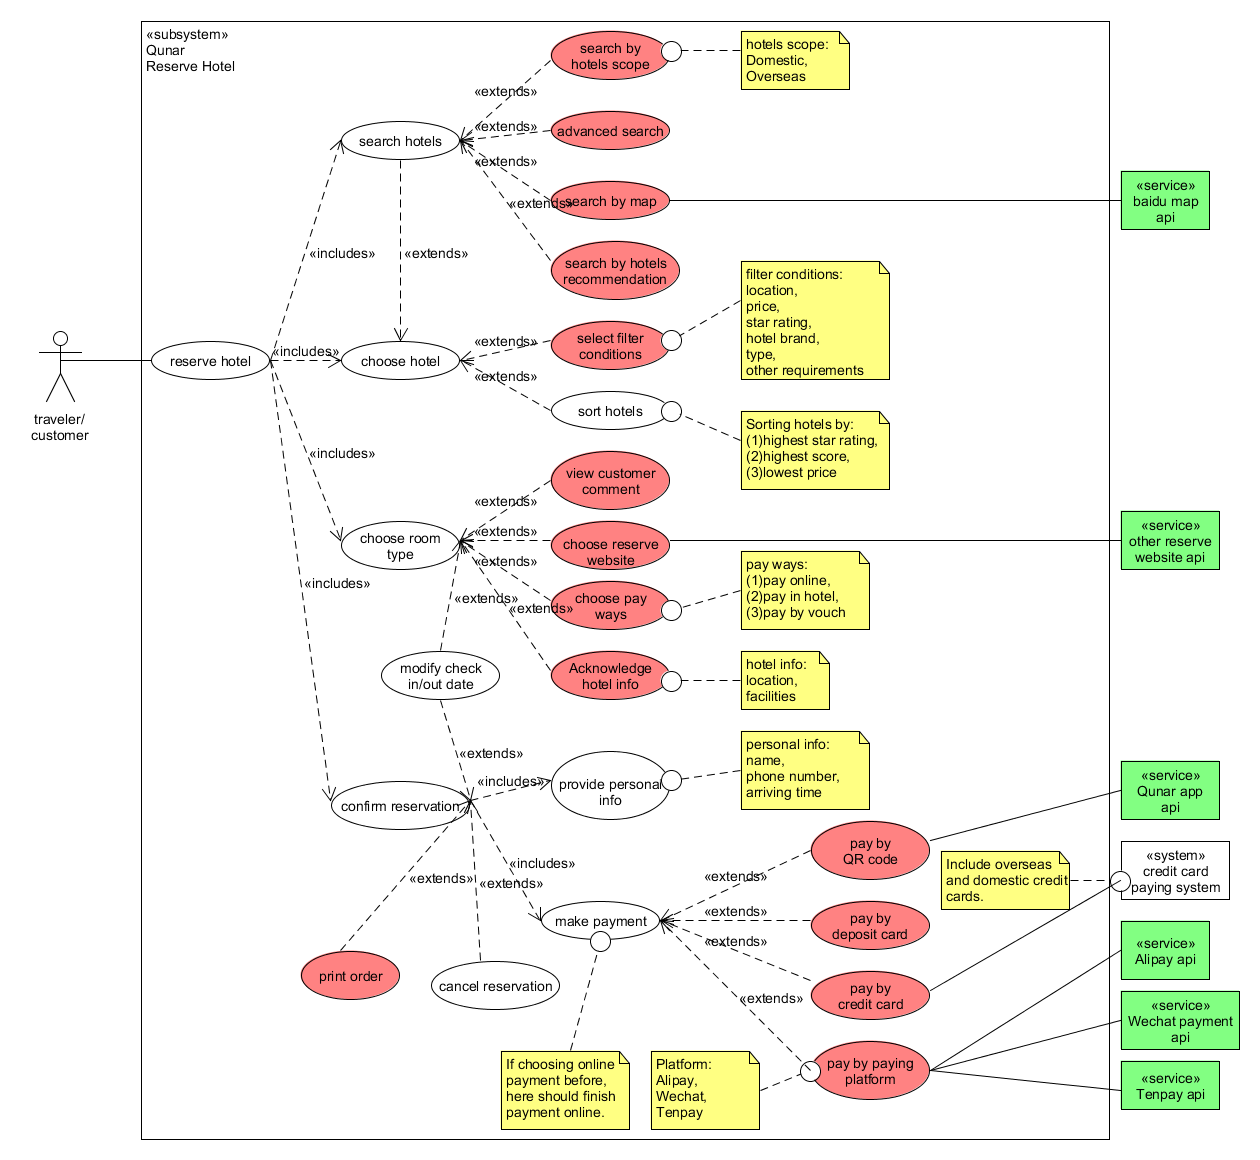 «subsystem»
Qunar
Reserve Hotel
search by
hotels scope
hotels scope:
Domestic,
Overseas
«extends»
«extends»
advanced search
search hotels
«extends»
«extends»
search by map
«service»
baidu map
api
«includes»
«extends»
search by hotels
recommendation
filter conditions:
location,
price,
star rating,
hotel brand,
type,
other requirements
«extends»
select filter
conditions
reserve hotel
«includes»
choose hotel
«extends»
sort hotels
traveler/
customer
Sorting hotels by:
(1)highest star rating,
(2)highest score,
(3)lowest price
«includes»
view customer
comment
«extends»
«extends»
choose room
type
choose reserve
website
«service»
other reserve
website api
«extends»
«includes»
«extends»
«extends»
choose pay
ways
pay ways:
(1)pay online,
(2)pay in hotel,
(3)pay by vouch
modify check
in/out date
Acknowledge
hotel info
hotel info:
location,
facilities
«extends»
«includes»
provide personal
info
personal info:
name,
phone number,
arriving time
confirm reservation
«service»
Qunar app
api
«includes»
«extends»
«extends»
«extends»
pay by
QR code
Include overseas
and domestic credit
cards.
«system»
credit card
paying system
make payment
«extends»
pay by
deposit card
«extends»
«service»
Alipay api
print order
cancel reservation
«extends»
pay by
credit card
«service»
Wechat payment
api
If choosing online
payment before,
here should finish
payment online.
Platform:
Alipay,
Wechat,
Tenpay
pay by paying
platform
«service»
Tenpay api